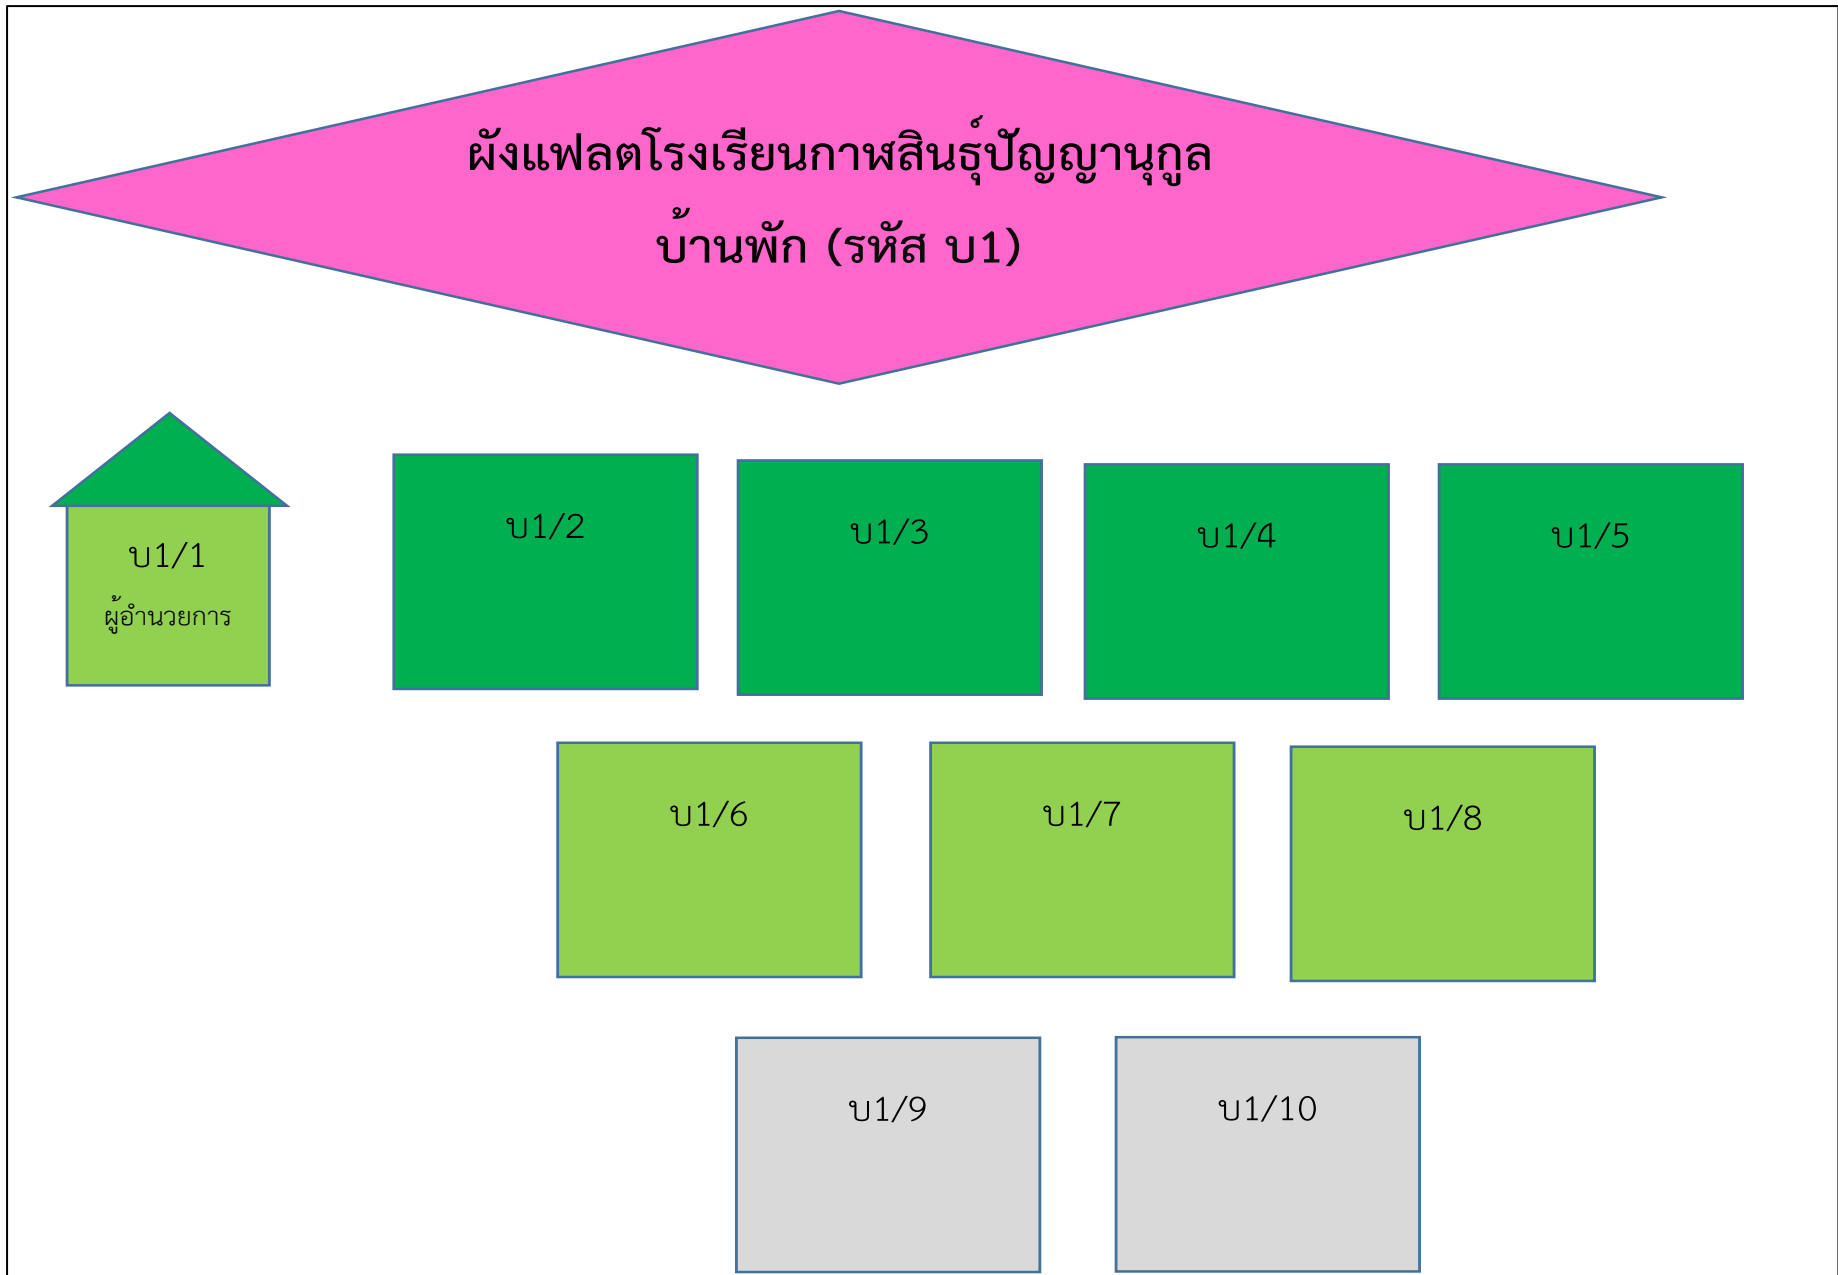 ผังแฟลตโรงเรียนกาฬสินธุ์ปัญญานุกูล
บ้านพัก (รหัส บ1)
บ1/1
ผู้อำนวยการ
บ1/2
บ1/3
บ1/4
บ1/5
บ1/6
บ1/7
บ1/8
บ1/9
บ1/10